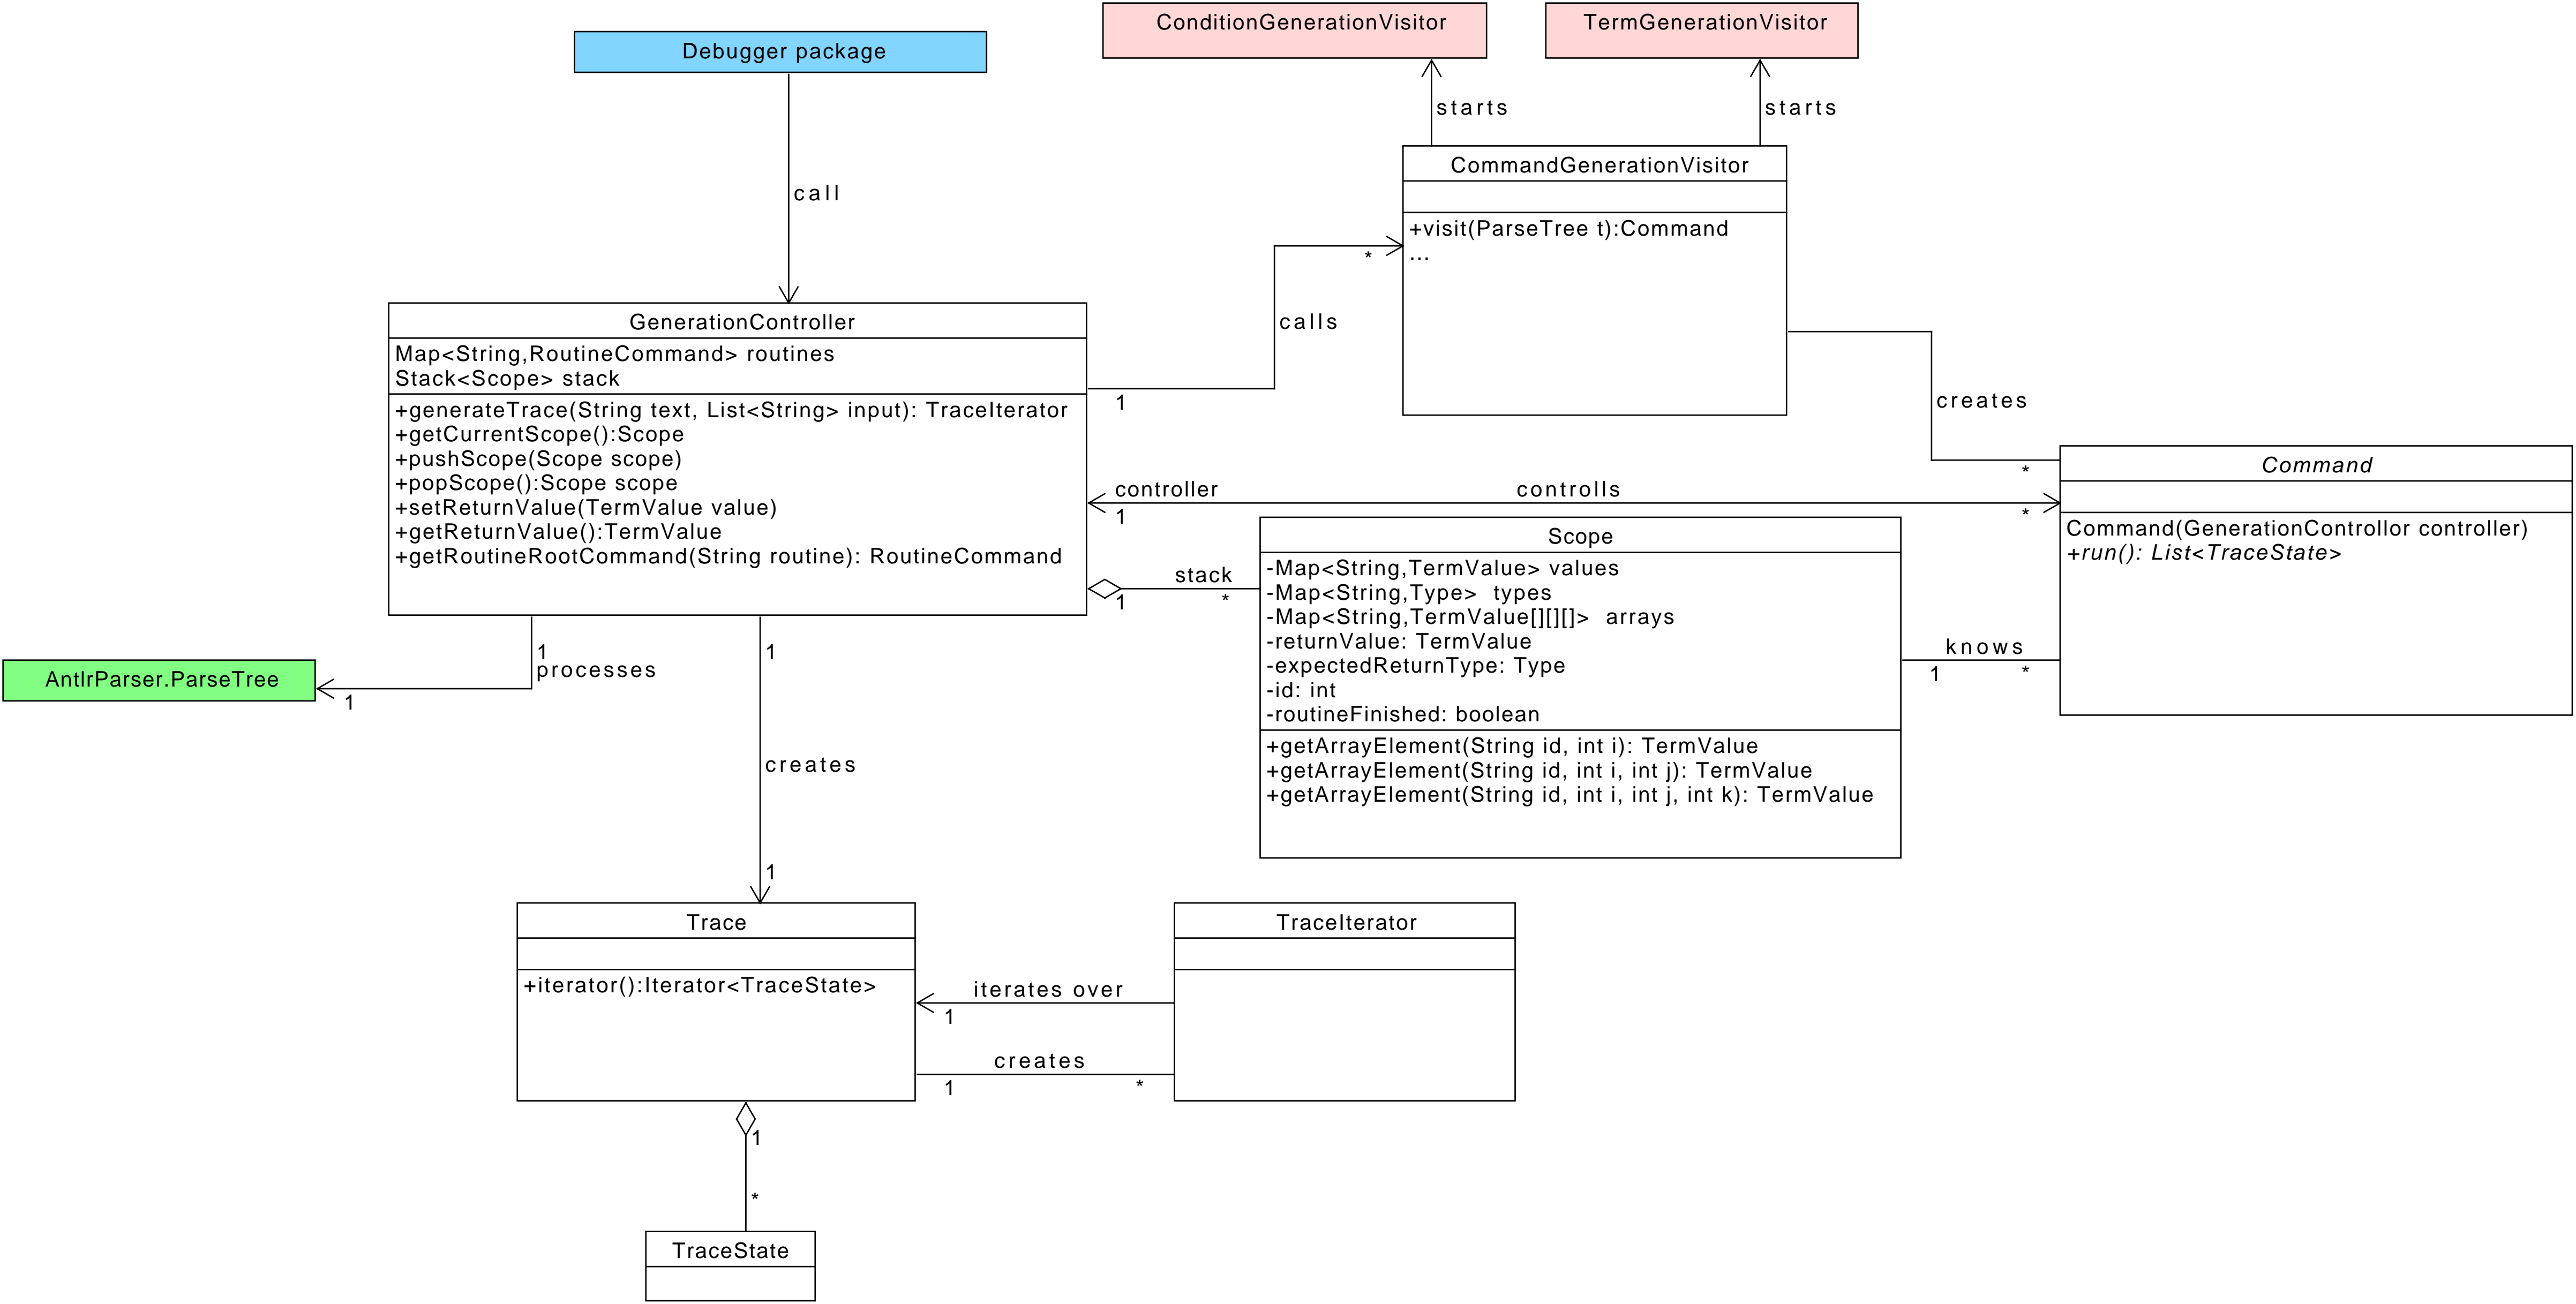 ConditionGenerationVisitor
TermGenerationVisitor
Debugger package
starts
starts
CommandGenerationVisitor
+visit(ParseTree t):Command
...
call
*
calls
1
GenerationController
Map<String,RoutineCommand> routines
Stack<Scope> stack
+generateTrace(String text, List<String> input): TraceIterator
+getCurrentScope():Scope
+pushScope(Scope scope)
+popScope():Scope scope
+setReturnValue(TermValue value)
+getReturnValue():TermValue
+getRoutineRootCommand(String routine): RoutineCommand
creates
*
Command
Command(GenerationControllor controller)
+run(): List<TraceState>
controller
controlls
1
*
stack
1
*
Scope
-Map<String,TermValue> values
-Map<String,Type>  types
-Map<String,TermValue[][][]>  arrays
-returnValue: TermValue
-expectedReturnType: Type
-id: int
-routineFinished: boolean
+getArrayElement(String id, int i): TermValue
+getArrayElement(String id, int i, int j): TermValue
+getArrayElement(String id, int i, int j, int k): TermValue
knows
1
*
1
processes
1
AntlrParser.ParseTree
1
creates
1
Trace
+iterator():Iterator<TraceState>
TraceIterator
iterates over
1
creates
1
*
1
*
TraceState